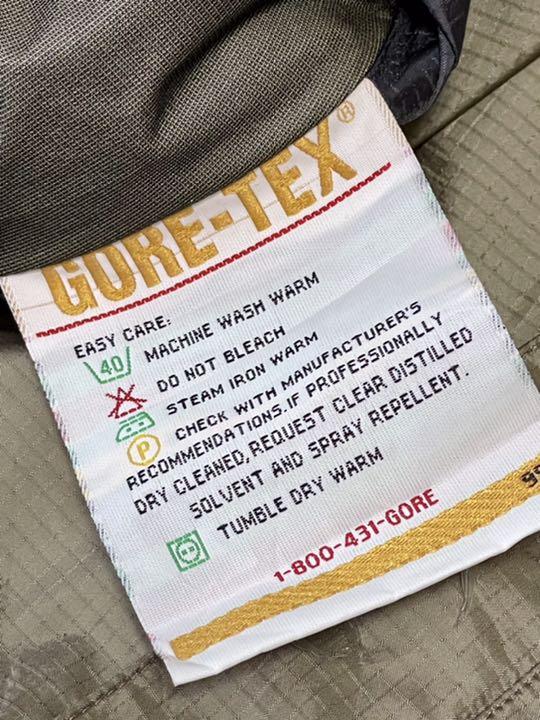 GORE-TEX®
EASY CARE:
40 MACHINE WASH WARM
DO NOT BLEACH
STEAM IRON WARM
P CHECK WITH MANUFACTURER'S
RECOMMENDATIONS.IF PROFESSIONALLY
DRY CLEANED,REQUEST CLEAR DISTILLED
SOLVENT AND SPRAY REPELLENT.
TUMBLE DRY WARM
1-800-431-GORE